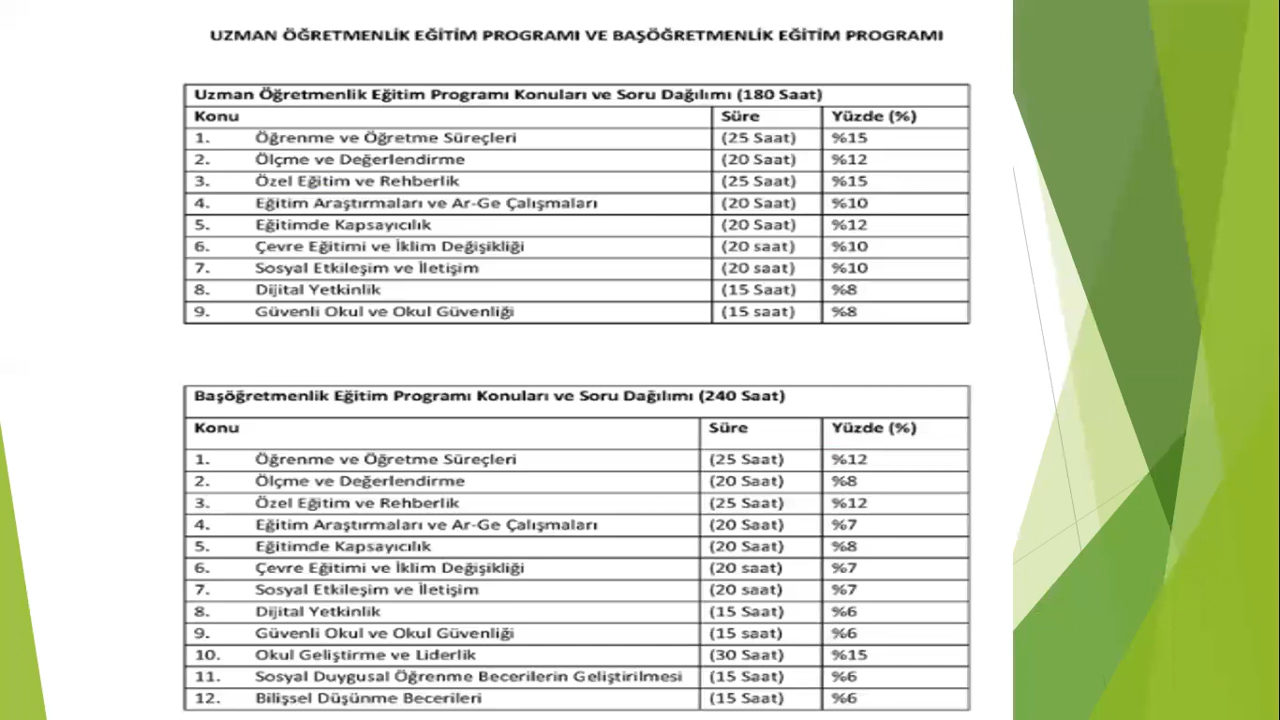 UZMAN ÖĞRETMENLİK EĞİTİM PROGRAMI VE BAŞÖĞRETMENLİK EĞİTİM PROGRAMI
Uzman Öğretmenlik Eğitim Programı Konuları ve Soru Dağılımı (180 Saat)
Konu Süre Yüzde (%)
1. Öğrenme ve Öğretme Süreçleri (25 Saat) %15
2. Ölçme ve Değerlendirme (20 Saat) %12
3. Özel Eğitim ve Rehberlik (25 Saat) %15
4. Eğitim Araştırmaları ve Ar-Ge Çalışmaları (20 Saat) %10
5. Eğitimde Kapsayıcılık (20 Saat) %12
6. Çevre Eğitimi ve İklim Değişikliği (20 saat) %10
7. Sosyal Etkileşim ve İletişim (20 saat) %10
8. Dijital Yetkinlik (15 Saat) %8
9. Güvenli Okul ve Okul Güvenliği (15 saat) %8
Başöğretmenlik Eğitim Programı Konuları ve Soru Dağılımı (240 Saat)
Konu Süre Yüzde (%)
1. Öğrenme ve Öğretme Süreçleri (25 Saat) %12
2. Ölçme ve Değerlendirme (20 Saat) %8
3. Özel Eğitim ve Rehberlik (25 Saat) %12
4. Eğitim Araştırmaları ve Ar-Ge Çalışmaları (20 Saat) %7
5. Eğitimde Kapsayıcılık (20 Saat) %8
6. Çevre Eğitimi ve İklim Değişikliği (20 saat) %7
7. Sosyal Etkileşim ve İletişim (20 saat) %7
8. Dijital Yetkinlik (15 Saat) %6
9. Güvenli Okul ve Okul Güvenliği (15 saat) %6
10. Okul Geliştirme ve Liderlik (30 Saat) %15
11. Sosyal Duygusal Öğrenme Becerilerin Geliştirilmesi (15 Saat) %6
12. Bilişsel Düşünme Becerileri (15 Saat) %6